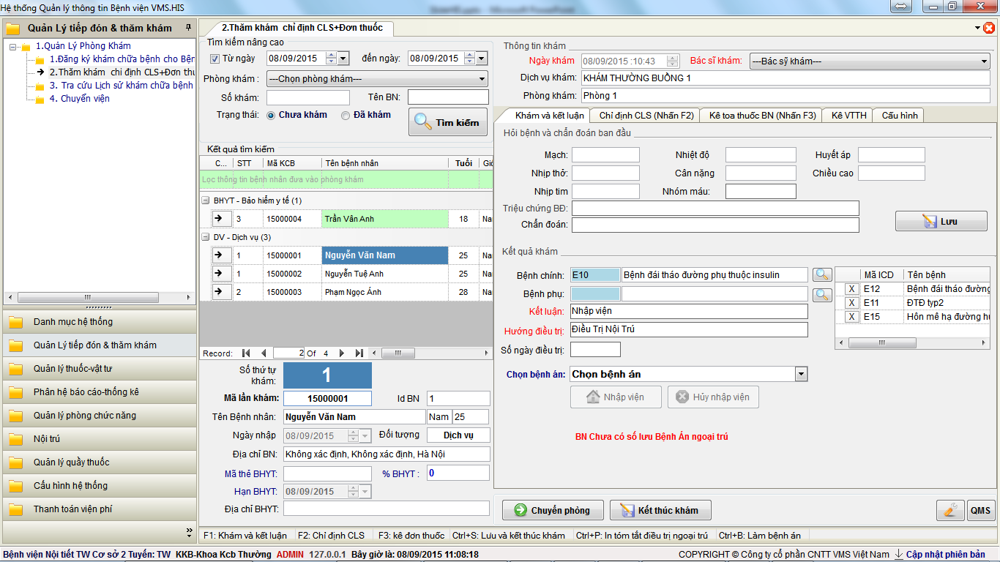 Hệ thống Quản lý thông tin Bệnh viện VMS.HIS
Quản Lý tiếp đón & thăm khám
1.Quản Lý Phòng Khám
1.Đăng ký khám chữa bệnh cho Bện
2.Thăm khám chỉ định CLS+Đơn thu
3. Tra cứu Lịch sử khám chữa bệnh
4. Chuyển viện
Danh mục hệ thống
Quản Lý tiếp đón & thăm khám
Quản lý thuốc-vật tư
Phân hệ báo cáo-thống kê
Quản lý phòng chức năng
Nội trú
Quản lý quầy thuốc
Cấu hình hệ thống
Thanh toán viện phí
2.Thăm khám chỉ định CLS+Đơn thuốc
Tìm kiếm nâng cao
Từ ngày 08/09/2015 đến ngày: 08/09/2015
Phòng khám : ---Chọn phòng khám---
Số khám: Tên BN:
Trạng thái: Chưa khám Đã khám
Tìm kiếm
Kết quả tìm kiếm
C... STT Mã KCB Tên bệnh nhân Tuổi Giớ
Lọc thông tin bệnh nhân đưa vào phòng khám
BHYT - Bảo hiểm y tế (1)
3 15000004 Trần Vân Anh 18 Nam
DV - Dịch vụ (3)
1 15000001 Nguyễn Văn Nam 25 Nam
1 15000002 Nguyễn Tuệ Anh 25 Nam
2 15000003 Phạm Ngọc Ánh 28 Nam
Record: 2 Of 4
Số thứ tự khám: 1
Mã lần khám: 15000001 Id BN 1
Tên Bệnh nhân: Nguyễn Văn Nam Nam 25
Ngày nhập 08/09/2015 Đối tượng Dịch vụ
Địa chỉ BN: Không xác định, Không xác định, Hà Nội
Mã thẻ BHYT: % BHYT : 0
Hạn BHYT: 08/09/2015
Địa chỉ BHYT:
Thông tin khám
Ngày khám 08/09/2015 :10:43 Bác sĩ khám: ---Bác sỹ khám---
Dịch vụ khám: KHÁM THƯỜNG BUỒNG 1
Phòng khám: Phòng 1
Khám và kết luận Chỉ định CLS (Nhấn F2) Kê toa thuốc BN (Nhấn F3) Kê VTTH Cấu hình
Hỏi bệnh và chẩn đoán ban đầu
Mạch: Nhiệt độ Huyết áp
Nhịp thở: Cân nặng Chiều cao
Nhịp tim Nhóm máu:
Triệu chứng BĐ:
Chẩn đoán:
Lưu
Kết quả khám
Bệnh chính: E10 Bệnh đái tháo đường phụ thuộc insulin
Bệnh phụ:
Kết luận: Nhập viện
Hướng điều trị: Điều Trị Nội Trú
Số ngày điều trị:
Mã ICD Tên bệnh
X E12 Bệnh đái tháo đường
X E11 ĐTĐ typ2
X E15 Hôn mê hạ đường hu
Chọn bệnh án: Chọn bệnh án
Nhập viện Hủy nhập viện
BN Chưa có số lưu Bệnh Án ngoại trú
Chuyển phòng Kết thúc khám QMS
F1: Khám và kết luận F2: Chỉ định CLS F3: kê đơn thuốc Ctrl+S: Lưu và kết thúc khám Ctrl+P: In tóm tắt điều trị ngoại trú Ctrl+B: Làm bệnh án
Bệnh viện Nội tiết TW Cơ sở 2 Tuyến: TW KKB-Khoa Kcb Thường ADMIN 127.0.0.1 Bây giờ là: 08/09/2015 11:08:18 COPYRIGHT © Công ty cổ phần CNTT VMS Việt Nam Cập nhật phiên bản